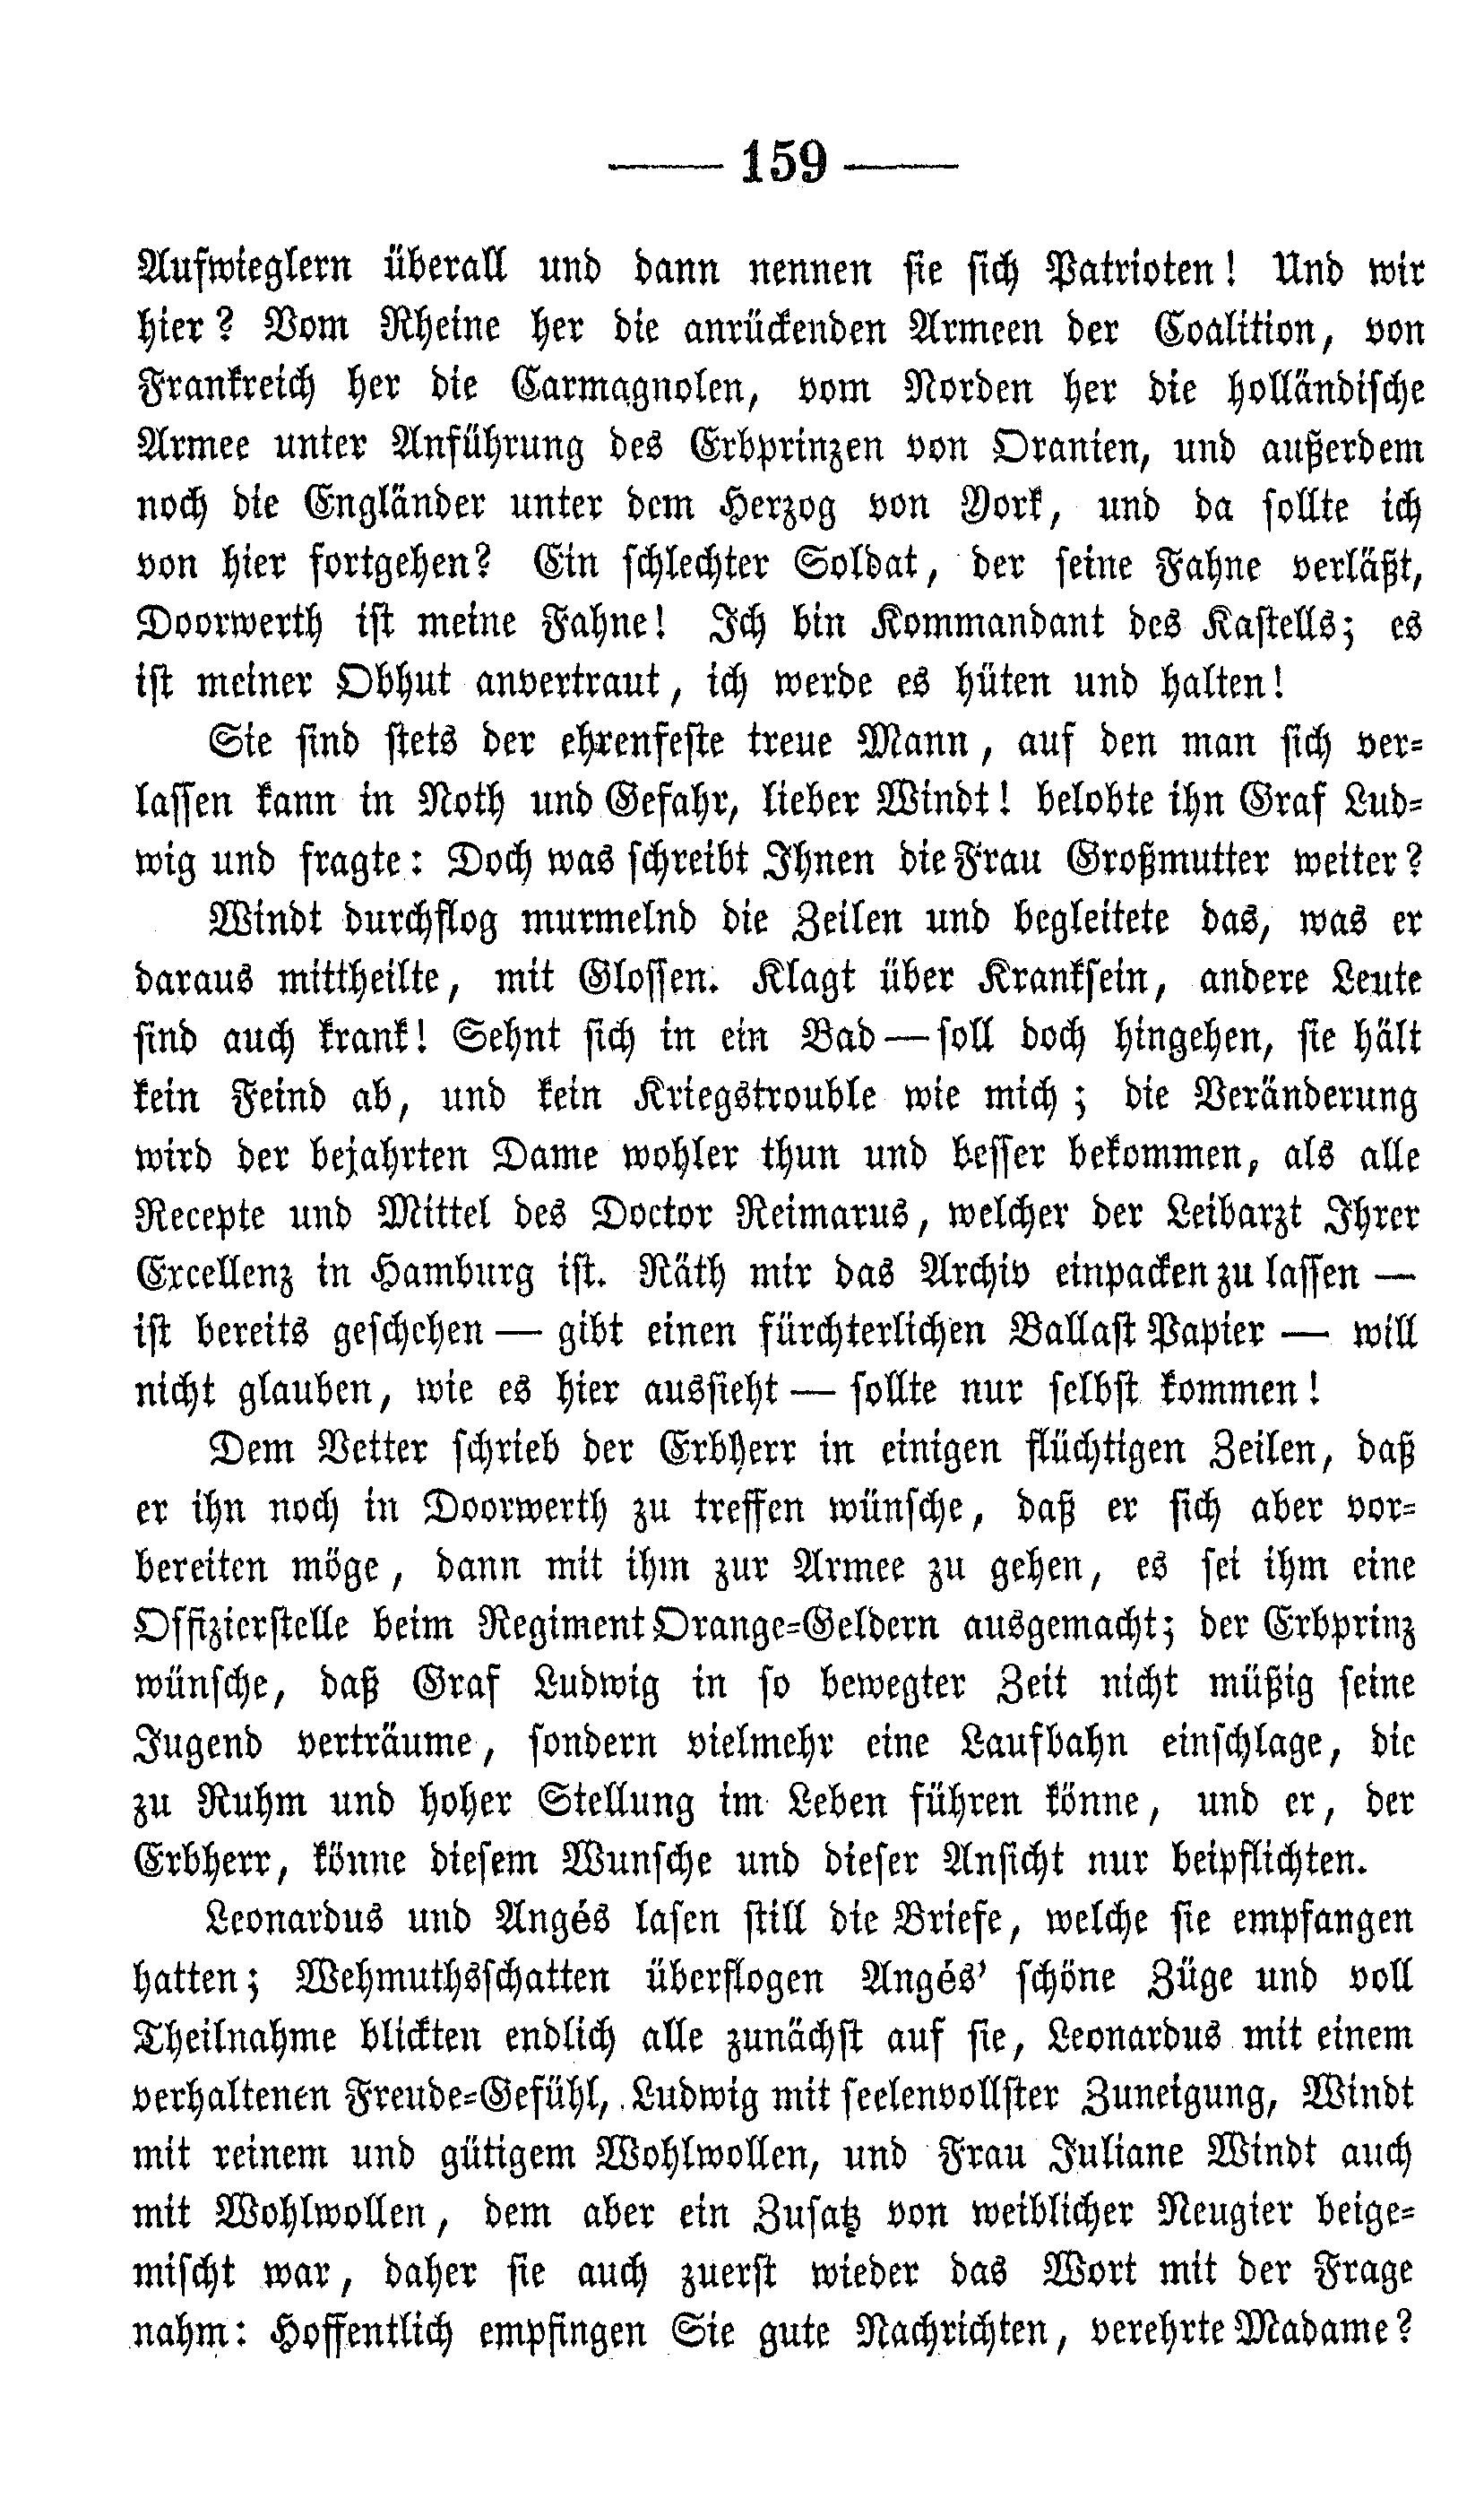 —— 159 ——
Aufwieglern überall und dann nennen sie sich Patrioten! Und wir
hier? Vom Rheine her die anrückenden Armeen der Coalition, von
Frankreich her die Carmagnolen, vom Norden her die holländische
Armee unter Anführung des Erbprinzen von Oranien, und außerdem
noch die Engländer unter dem Herzog von York, und da sollte ich
von hier fortgehen? Ein schlechter Soldat, der seine Fahne verläßt,
Doorwerth ist meine Fahne! Ich bin Kommandant des Kastells; es
ist meiner Obhut anvertraut, ich werde es hüten und halten!
Sie sind stets der ehrenfeste treue Mann, auf den man sich ver-
lassen kann in Noth und Gefahr, lieber Windt! belobte ihn Graf Lud-
wig und fragte: Doch was schreibt Ihnen die Frau Großmutter weiter?
Windt durchflog murmelnd die Zeilen und begleitete das, was er
daraus mittheilte, mit Glossen. Klagt über Kranksein, andere Leute
sind auch krank! Sehnt sich in ein Bad — soll doch hingehen, sie hält
kein Feind ab, und kein Kriegstrouble wie mich; die Veränderung
wird der bejahrten Dame wohler thun und besser bekommen, als alle
Recepte und Mittel des Doctor Reimarus, welcher der Leibarzt Ihrer
Excellenz in Hamburg ist. Räth mir das Archiv einpacken zu lassen —
ist bereits geschehen — gibt einen fürchterlichen Ballast Papier — will
nicht glauben, wie es hier aussieht — sollte nur selbst kommen!
Dem Vetter schrieb der Erbherr in einigen flüchtigen Zeilen, daß
er ihn noch in Doorwerth zu treffen wünsche, daß er sich aber vor-
bereiten möge, dann mit ihm zur Armee zu gehen, es sei ihm eine
Offizierstelle beim Regiment Orange-Geldern ausgemacht; der Erbprinz
wünsche, daß Graf Ludwig in so bewegter Zeit nicht müßig seine
Jugend verträume, sondern vielmehr eine Laufbahn einschlage, die
zu Ruhm und hoher Stellung im Leben führen könne, und er, der
Erbherr, könne diesem Wunsche und dieser Ansicht nur beipflichten.
Leonardus und Angés lasen still die Briefe, welche sie empfangen
hatten; Wehmuthsschatten überflogen Angés' schöne Züge und voll
Theilnahme blickten endlich alle zunächst auf sie, Leonardus mit einem
verhaltenen Freude-Gefühl, Ludwig mit seelenvollster Zuneigung, Windt
mit reinem und gütigem Wohlwollen, und Frau Juliane Windt auch
mit Wohlwollen, dem aber ein Zusatz von weiblicher Neugier beige-
mischt war, daher sie auch zuerst wieder das Wort mit der Frage
nahm: Hoffentlich empfingen Sie gute Nachrichten, verehrte Madame?